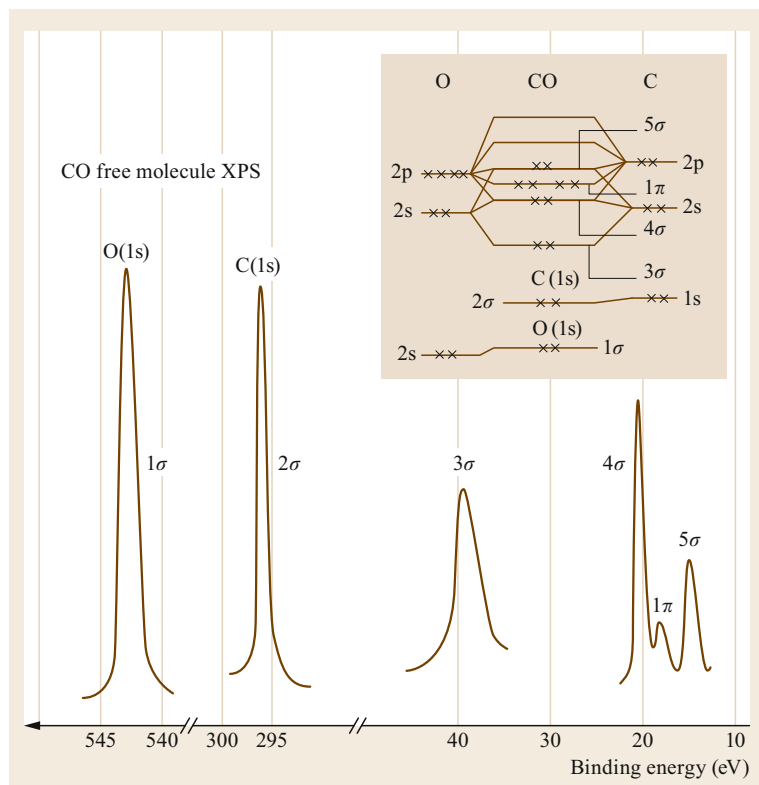 O CO C
5σ
2p ×××× 2p
CO free molecule XPS
1π
2s 2s
4σ
O(1s)
C(1s)
3σ
C (1s)
2σ 1s
O (1s)
2s 1σ
1σ 2σ 3σ 4σ
5σ
1π
545 540 300 295 40 30 20 10
Binding energy (eV)